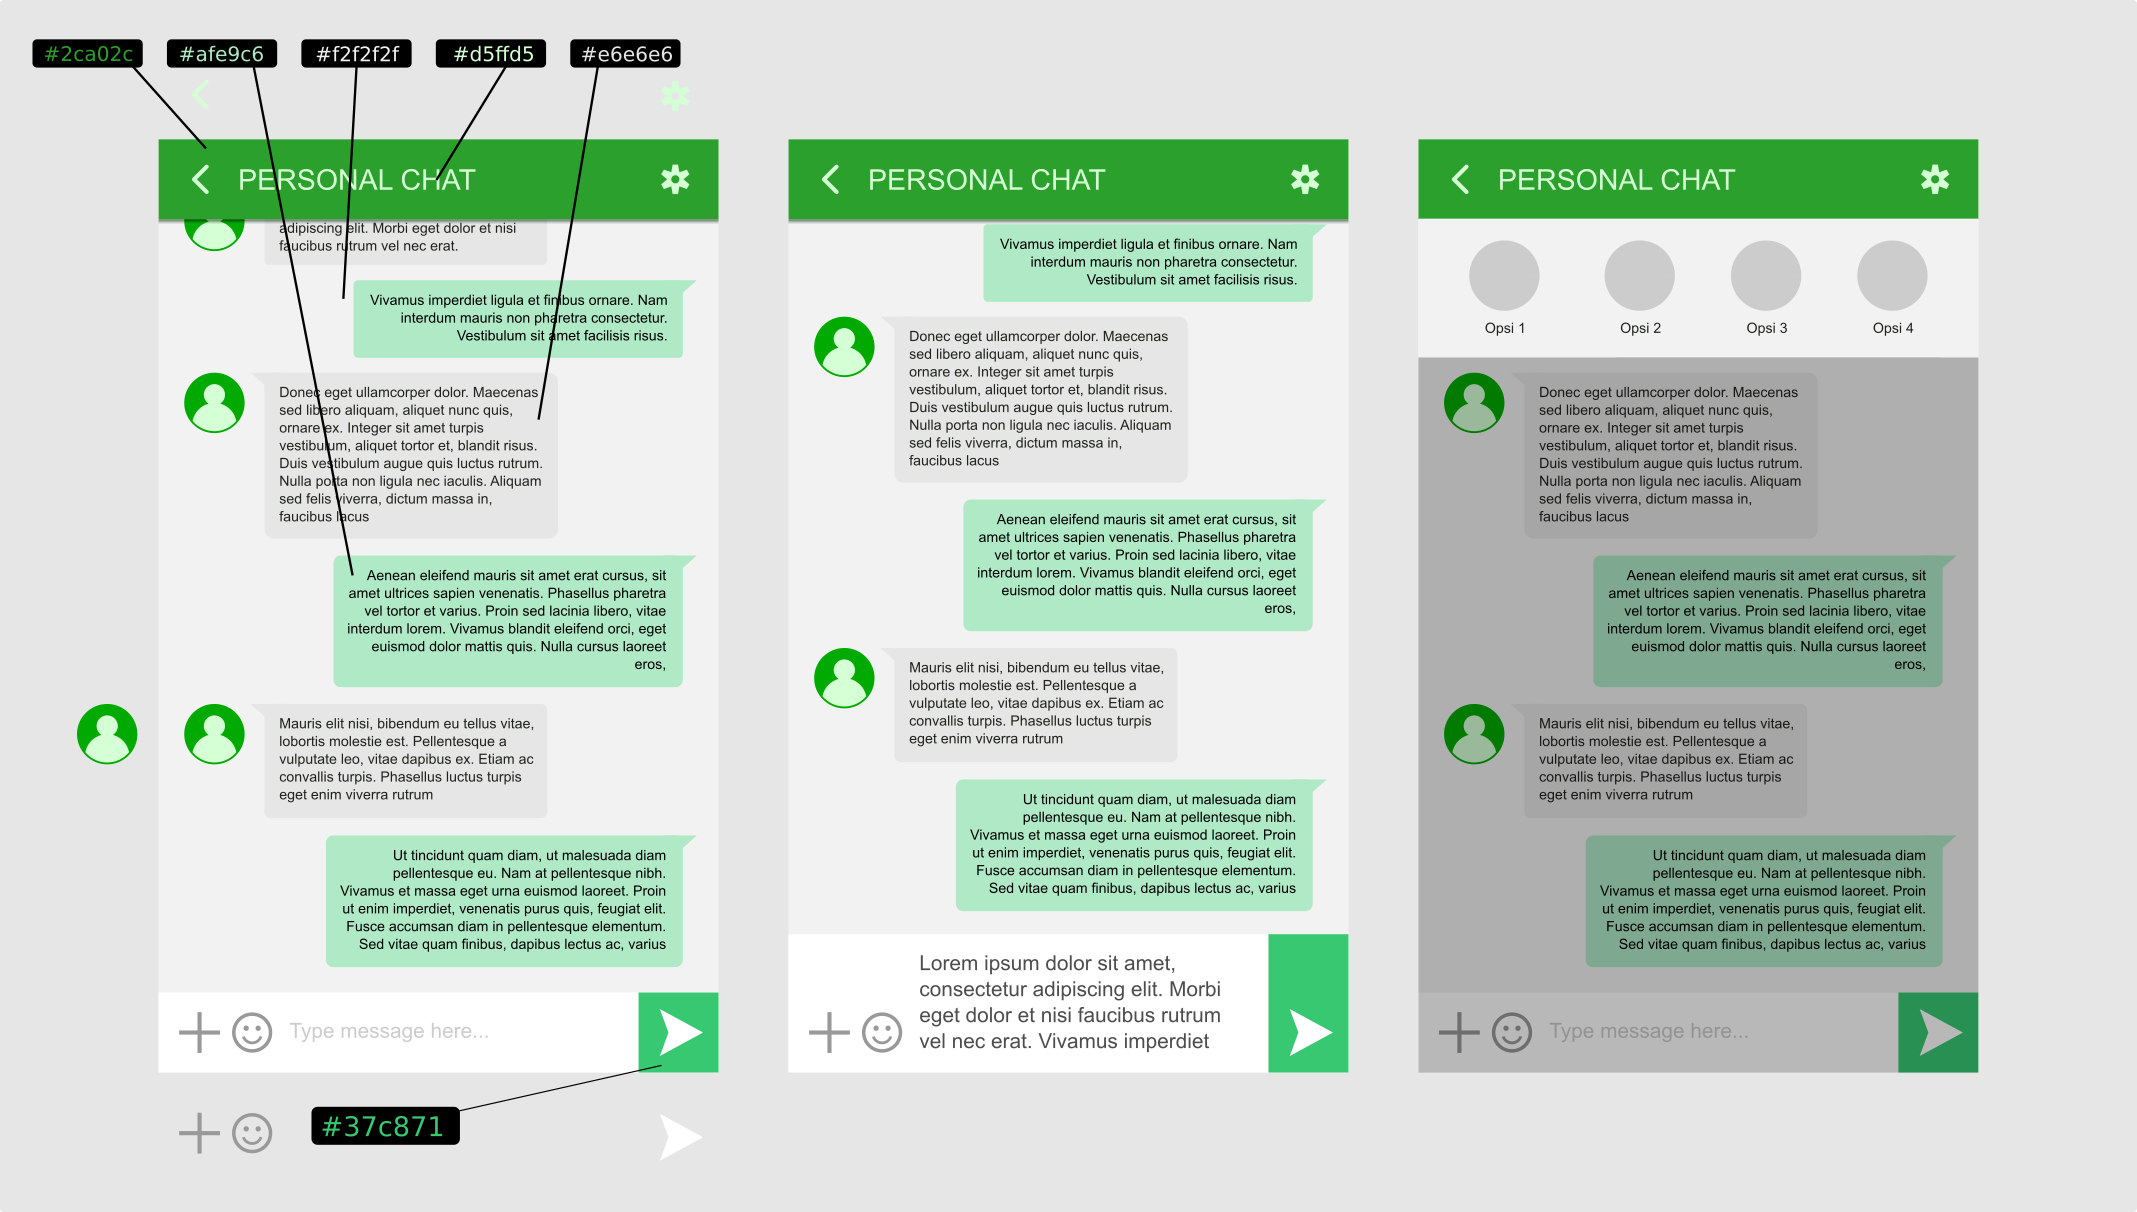 #2ca02c
#afe9c6
#f2f2f2f
#d5ffd5
#e6e6e6
PERSONAL CHAT
adipiscing elit. Morbi eget dolor et nisi
faucibus rutrum vel nec erat.
Vivamus imperdiet ligula et finibus ornare. Nam
interdum mauris non pharetra consectetur.
Vestibulum sit amet facilisis risus.
Donec eget ullamcorper dolor. Maecenas
sed libero aliquam, aliquet nunc quis,
ornare ex. Integer sit amet turpis
vestibulum, aliquet tortor et, blandit risus.
Duis vestibulum augue quis luctus rutrum.
Nulla porta non ligula nec iaculis. Aliquam
sed felis viverra, dictum massa in,
faucibus lacus
Aenean eleifend mauris sit amet erat cursus, sit
amet ultrices sapien venenatis. Phasellus pharetra
vel tortor et varius. Proin sed lacinia libero, vitae
interdum lorem. Vivamus blandit eleifend orci, eget
euismod dolor mattis quis. Nulla cursus laoreet
eros,
Mauris elit nisi, bibendum eu tellus vitae,
lobortis molestie est. Pellentesque a
vulputate leo, vitae dapibus ex. Etiam ac
convallis turpis. Phasellus luctus turpis
eget enim viverra rutrum
Ut tincidunt quam diam, ut malesuada diam
pellentesque eu. Nam at pellentesque nibh.
Vivamus et massa eget urna euismod laoreet. Proin
ut enim imperdiet, venenatis purus quis, feugiat elit.
Fusce accumsan diam in pellentesque elementum.
Sed vitae quam finibus, dapibus lectus ac, varius
Type message here...
#37c871
PERSONAL CHAT
Vivamus imperdiet ligula et finibus ornare. Nam
interdum mauris non pharetra consectetur.
Vestibulum sit amet facilisis risus.
Donec eget ullamcorper dolor. Maecenas
sed libero aliquam, aliquet nunc quis,
ornare ex. Integer sit amet turpis
vestibulum, aliquet tortor et, blandit risus.
Duis vestibulum augue quis luctus rutrum.
Nulla porta non ligula nec iaculis. Aliquam
sed felis viverra, dictum massa in,
faucibus lacus
Aenean eleifend mauris sit amet erat cursus, sit
amet ultrices sapien venenatis. Phasellus pharetra
vel tortor et varius. Proin sed lacinia libero, vitae
interdum lorem. Vivamus blandit eleifend orci, eget
euismod dolor mattis quis. Nulla cursus laoreet
eros,
Mauris elit nisi, bibendum eu tellus vitae,
lobortis molestie est. Pellentesque a
vulputate leo, vitae dapibus ex. Etiam ac
convallis turpis. Phasellus luctus turpis
eget enim viverra rutrum
Ut tincidunt quam diam, ut malesuada diam
pellentesque eu. Nam at pellentesque nibh.
Vivamus et massa eget urna euismod laoreet. Proin
ut enim imperdiet, venenatis purus quis, feugiat elit.
Fusce accumsan diam in pellentesque elementum.
Sed vitae quam finibus, dapibus lectus ac, varius
Lorem ipsum dolor sit amet,
consectetur adipiscing elit. Morbi
eget dolor et nisi faucibus rutrum
vel nec erat. Vivamus imperdiet
PERSONAL CHAT
Opsi 1
Opsi 2
Opsi 3
Opsi 4
Donec eget ullamcorper dolor. Maecenas
sed libero aliquam, aliquet nunc quis,
ornare ex. Integer sit amet turpis
vestibulum, aliquet tortor et, blandit risus.
Duis vestibulum augue quis luctus rutrum.
Nulla porta non ligula nec iaculis. Aliquam
sed felis viverra, dictum massa in,
faucibus lacus
Aenean eleifend mauris sit amet erat cursus, sit
amet ultrices sapien venenatis. Phasellus pharetra
vel tortor et varius. Proin sed lacinia libero, vitae
interdum lorem. Vivamus blandit eleifend orci, eget
euismod dolor mattis quis. Nulla cursus laoreet
eros,
Mauris elit nisi, bibendum eu tellus vitae,
lobortis molestie est. Pellentesque a
vulputate leo, vitae dapibus ex. Etiam ac
convallis turpis. Phasellus luctus turpis
eget enim viverra rutrum
Ut tincidunt quam diam, ut malesuada diam
pellentesque eu. Nam at pellentesque nibh.
Vivamus et massa eget urna euismod laoreet. Proin
ut enim imperdiet, venenatis purus quis, feugiat elit.
Fusce accumsan diam in pellentesque elementum.
Sed vitae quam finibus, dapibus lectus ac, varius
Type message here...